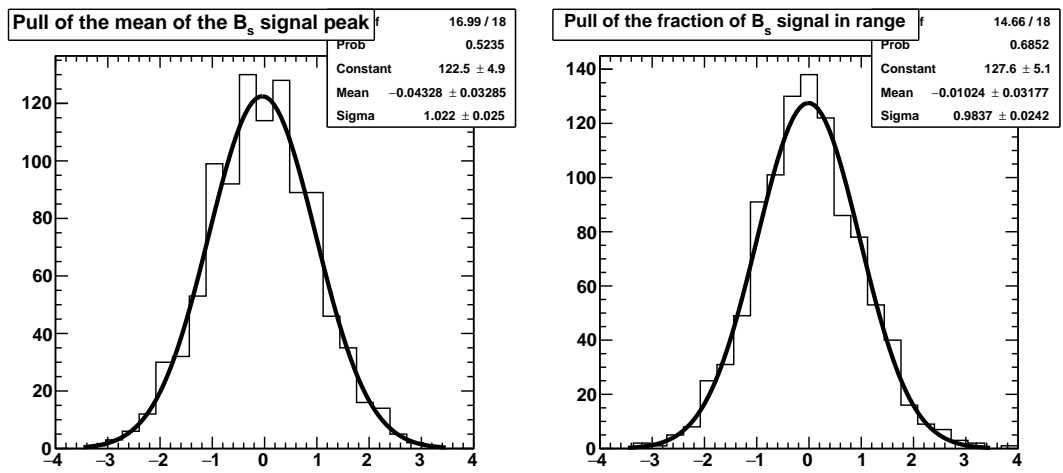 Pull of the mean of the Bs signal peak
f 16.99 / 18
Prob 0.5235
Constant 122.5 ± 4.9
Mean −0.04328 ± 0.03285
Sigma 1.022 ± 0.025
120
100
80
60
40
20
0
−4 −3 −2 −1 0 1 2 3 4
Pull of the fraction of Bs signal in range
f 14.66 / 18
Prob 0.6852
Constant 127.6 ± 5.1
Mean −0.01024 ± 0.03177
Sigma 0.9837 ± 0.0242
140
120
100
80
60
40
20
0
−4 −3 −2 −1 0 1 2 3 4